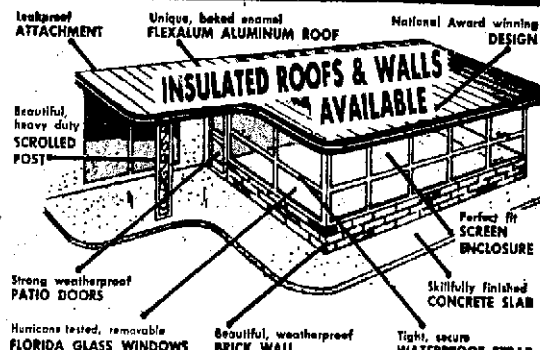 Leakproof
ATTACHMENT
Unique, baked enamel
FLEXALUM ALUMINUM ROOF
National Award winning
DESIGN
INSULATED ROOFS & WALLS
AVAILABLE
Beautiful,
heavy duty
SCROLLED
POST
Perfect fit
SCREEN
ENCLOSURE
Strong weatherproof
PATIO DOORS
Skillfully finished
CONCRETE SLAB
Hurricane tested, removable
FLORIDA GLASS WINDOWS
Beautiful, weatherproof
BRICK WALL
Tight, secure
WATERPROOF